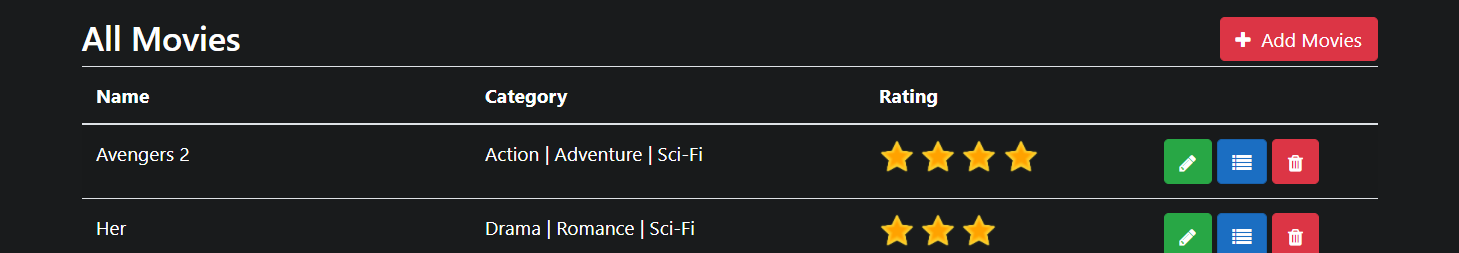 All Movies
Add Movies
Name Category Rating
Avengers 2 Action | Adventure | Sci-Fi
Her Drama | Romance | Sci-Fi